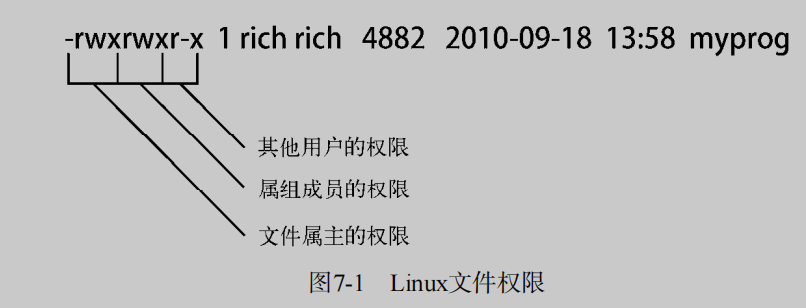 -rwxrwxr-x 1 rich rich 4882 2010-09-18 13:58 myprog
其他用户的权限
属组成员的权限
文件属主的权限
图7-1 Linux文件权限